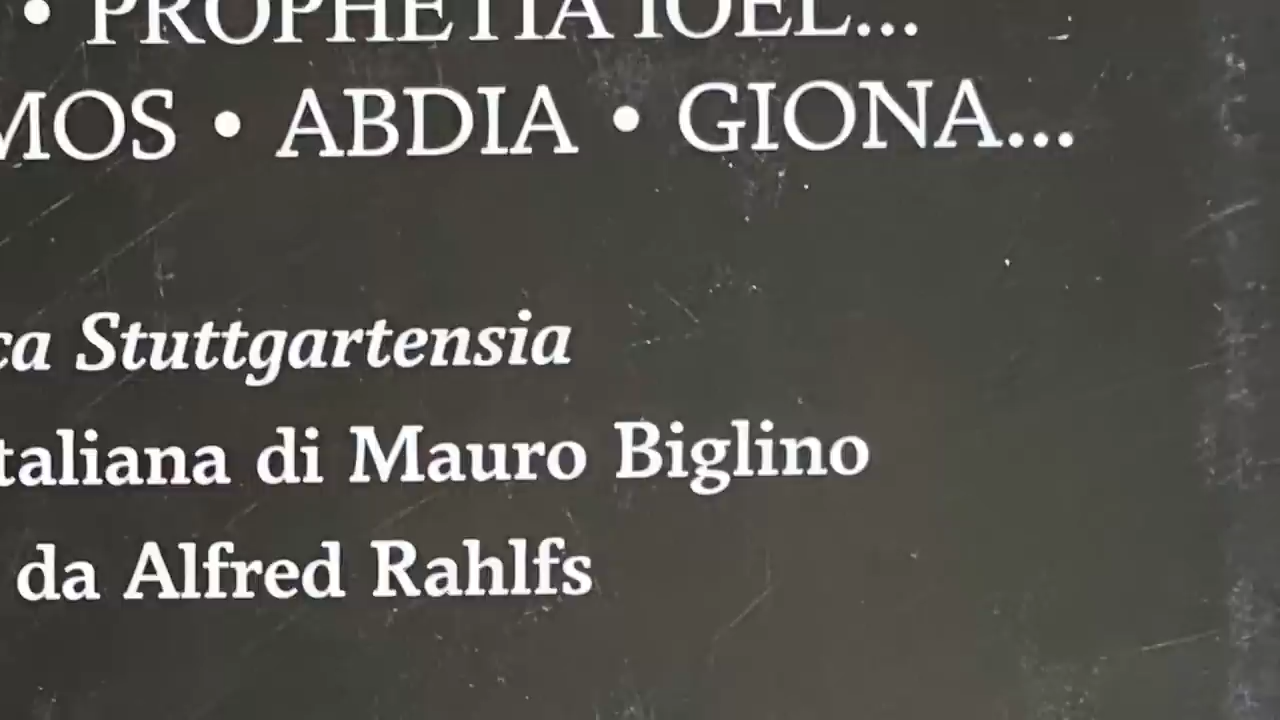 • PROPHETIA IOEL...
MOS • ABDIA • GIONA...
ca Stuttgartensia
taliana di Mauro Biglino
da Alfred Rahlfs